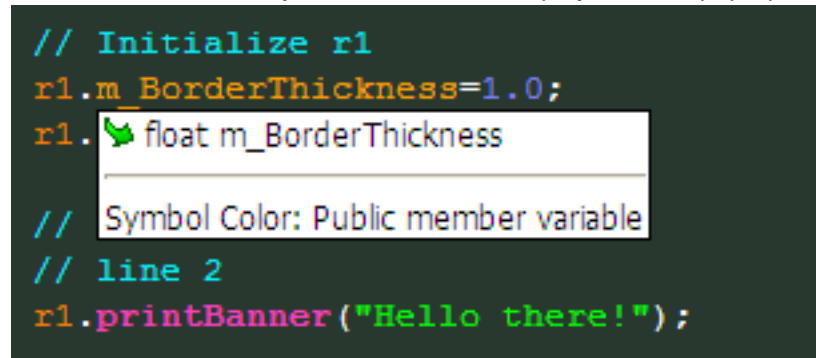 // Initialize r1
r1.m_BorderThickness=1.0;
r1.
float m_BorderThickness
Symbol Color: Public member variable
//
// line 2
r1.printBanner("Hello there!");